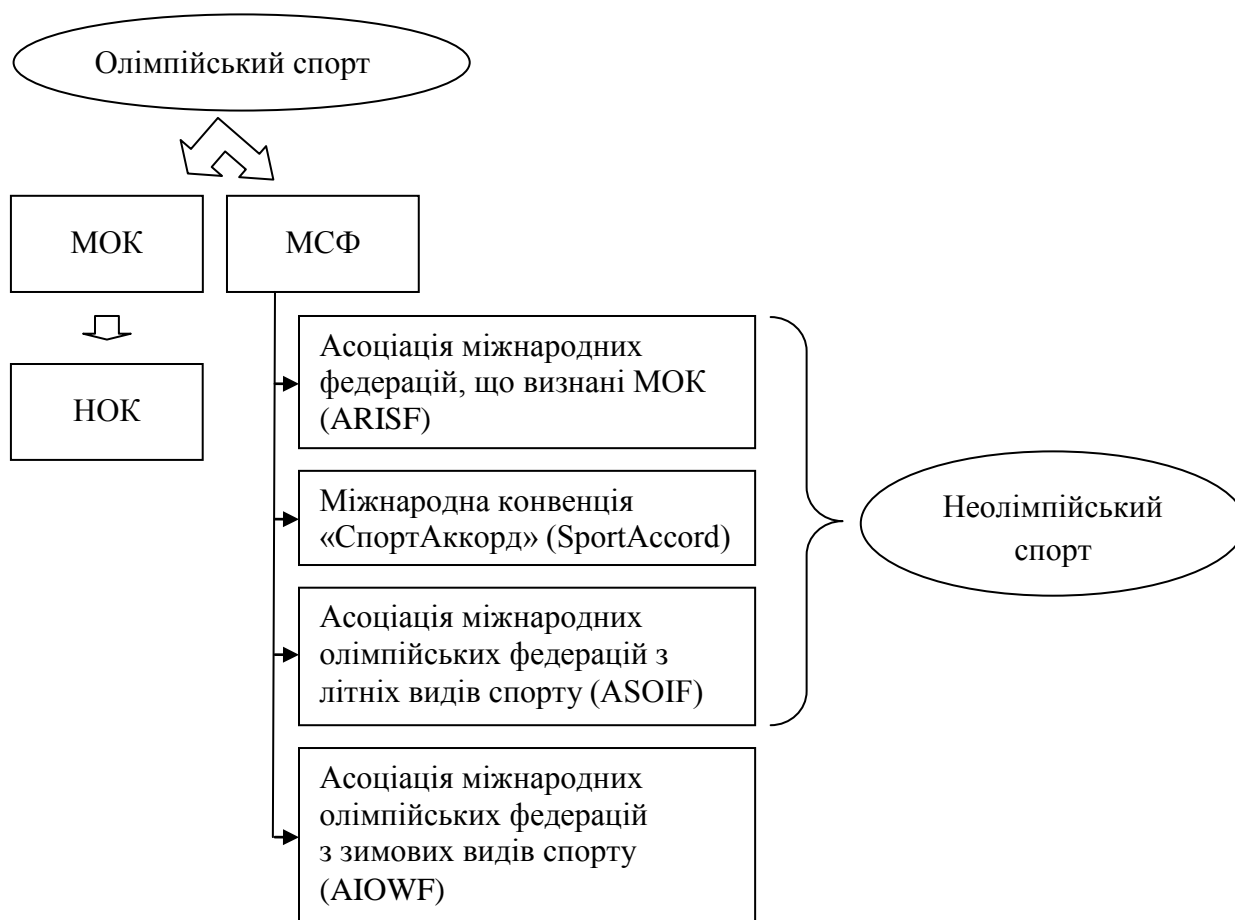 Олімпійський спорт
МОК
МСФ
НОК
Асоціація міжнародних
федерацій, що визнані МОК
(ARISF)
Міжнародна конвенція
«СпортАккорд» (SportAccord)
Асоціація міжнародних
олімпійських федерацій з
літніх видів спорту (ASOIF)
Асоціація міжнародних
олімпійських федерацій
з зимових видів спорту
(AIOWF)
Неолімпійський
спорт